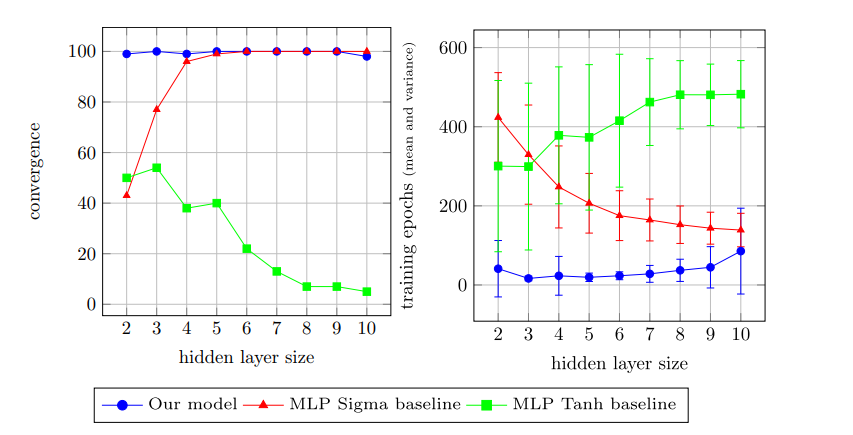 convergence
100
80
60
40
20
0
2 3 4 5 6 7 8 9 10
hidden layer size
training epochs (mean and variance)
600
400
200
0
2 3 4 5 6 7 8 9 10
hidden layer size
Our model MLP Sigma baseline MLP Tanh baseline